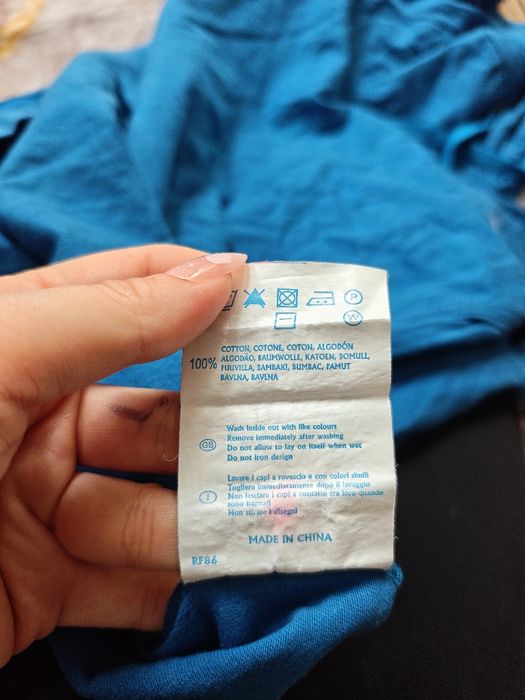 P
W
100% COTTON, COTONE, COTON, ALGODÓN
ALGODÃO, BAUMWOLLE, KATOEN, BOMULL,
PUUVILLA, BAMBAKI, BUMBAC, PAMUT
BAVLNA, BAVLNA
GB
Wash inside out with like colours
Remove immediately after washing
Do not allow to lay on itself when wet
Do not iron design
I
Lavare i capi a rovescio e con colori simili
Togliere immediatamente dopo il lavaggio
Non lasciare i capi a contatto tra loro quando
sono bagnati
Non stirare i disegni
MADE IN CHINA
RF86